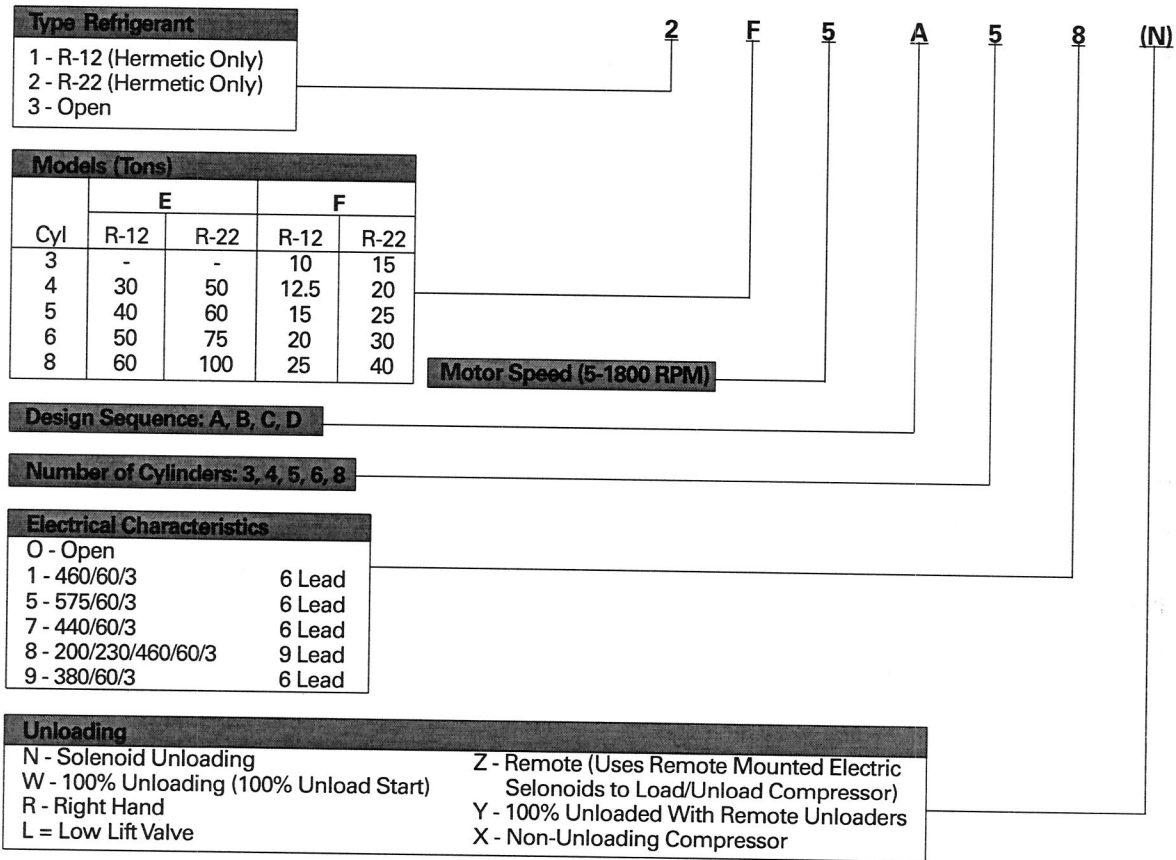 2 F 5 A 5 8 (N)
Type Refrigerant
1 - R-12 (Hermetic Only)
2 - R-22 (Hermetic Only)
3 - Open
Models (Tons)
E F
Cyl R-12 R-22 R-12 R-22
3 - - 10 15
4 30 50 12.5 20
5 40 60 15 25
6 50 75 20 30
8 60 100 25 40
Motor Speed (5-1800 RPM)
Design Sequence: A, B, C, D
Number of Cylinders: 3, 4, 5, 6, 8
Electrical Characteristics
O - Open
1 - 460/60/3 6 Lead
5 - 575/60/3 6 Lead
7 - 440/60/3 6 Lead
8 - 200/230/460/60/3 9 Lead
9 - 380/60/3 6 Lead
Unloading
N - Solenoid Unloading
W - 100% Unloading (100% Unload Start)
R - Right Hand
L = Low Lift Valve
Z - Remote (Uses Remote Mounted Electric
Selonoids to Load/Unload Compressor)
Y - 100% Unloaded With Remote Unloaders
X - Non-Unloading Compressor